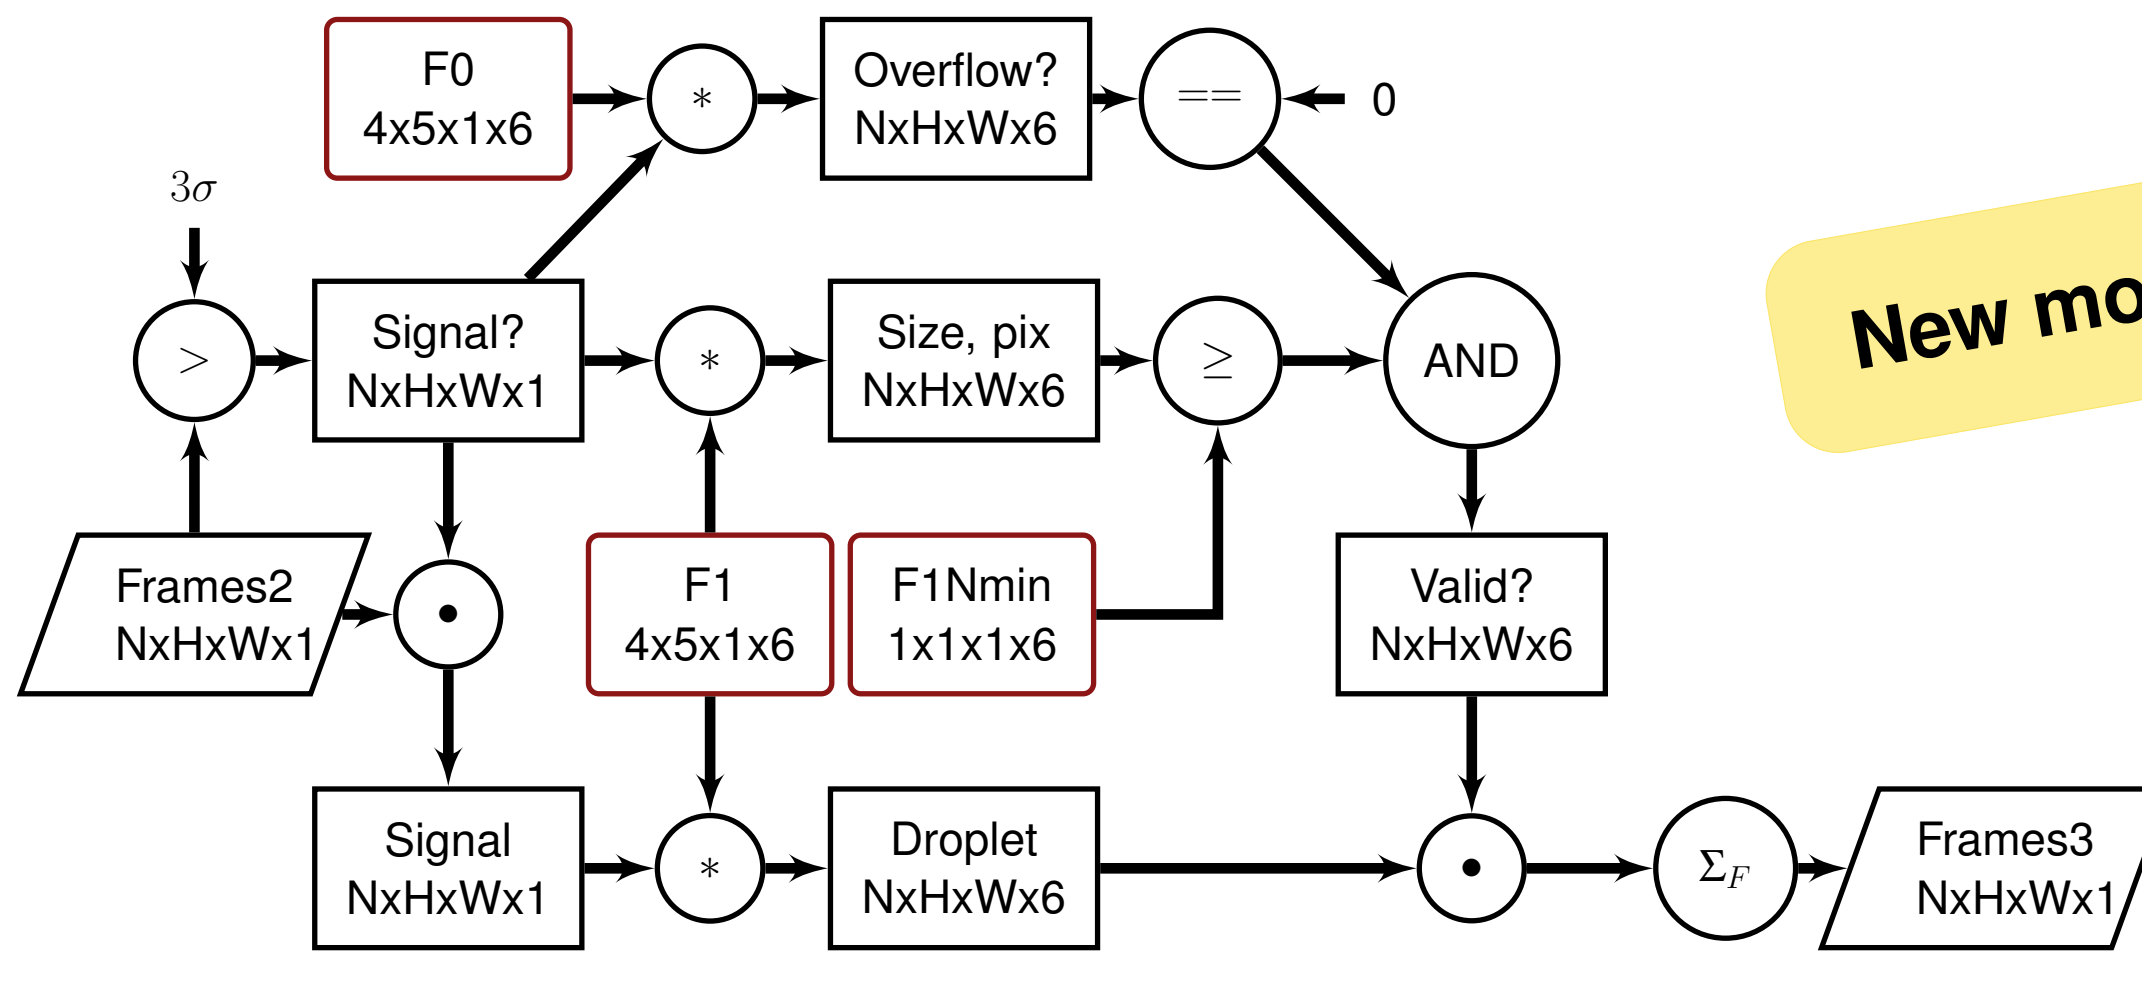 F0
4x5x1x6
*
Overflow?
NxHxWx6
==
0
3σ
>
Signal?
NxHxWx1
*
Size, pix
NxHxWx6
≥
AND
New
Frames2
NxHxWx1
•
F1
4x5x1x6
F1Nmin
1x1x1x6
Valid?
NxHxWx6
Signal
NxHxWx1
*
Droplet
NxHxWx6
•
Σ_F
Frames3
NxHxWx1